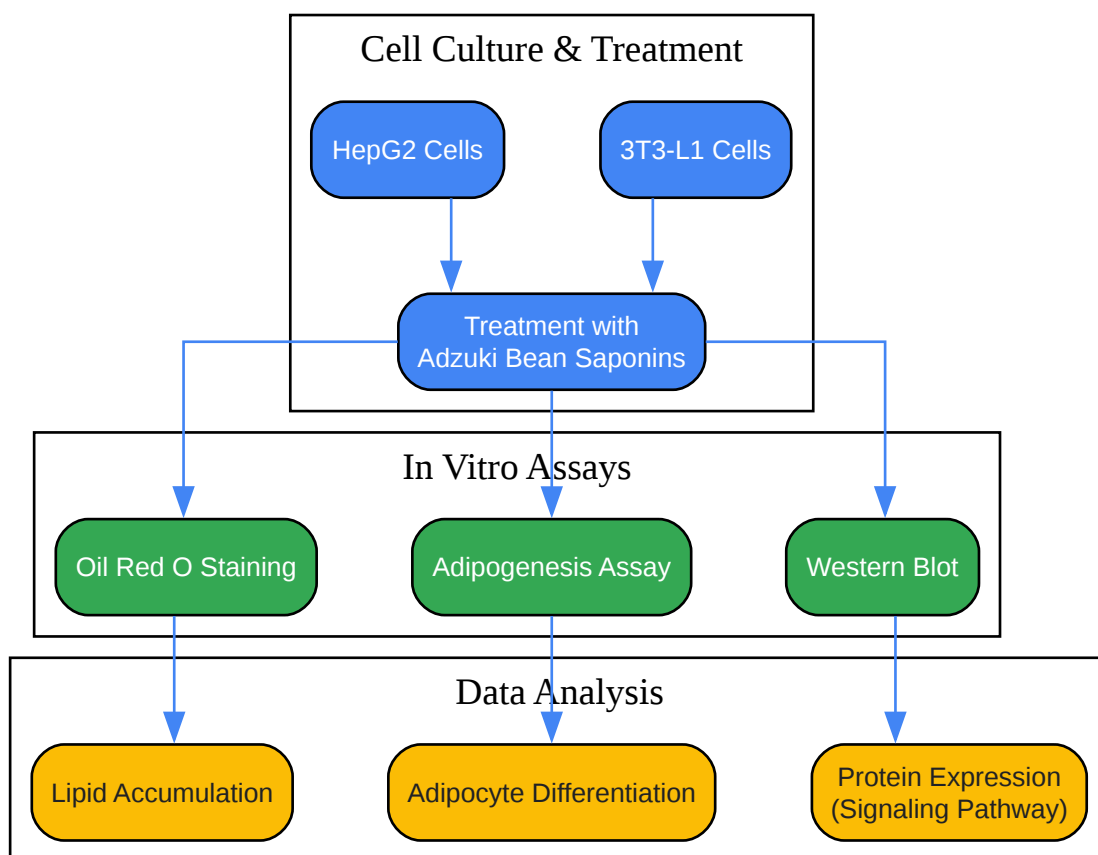 Cell Culture & Treatment
HepG2 Cells
3T3-L1 Cells
Treatment with
Adzuki Bean Saponins
In Vitro Assays
Oil Red O Staining
Adipogenesis Assay
Western Blot
Data Analysis
Lipid Accumulation
Adipocyte Differentiation
Protein Expression
(Signaling Pathway)